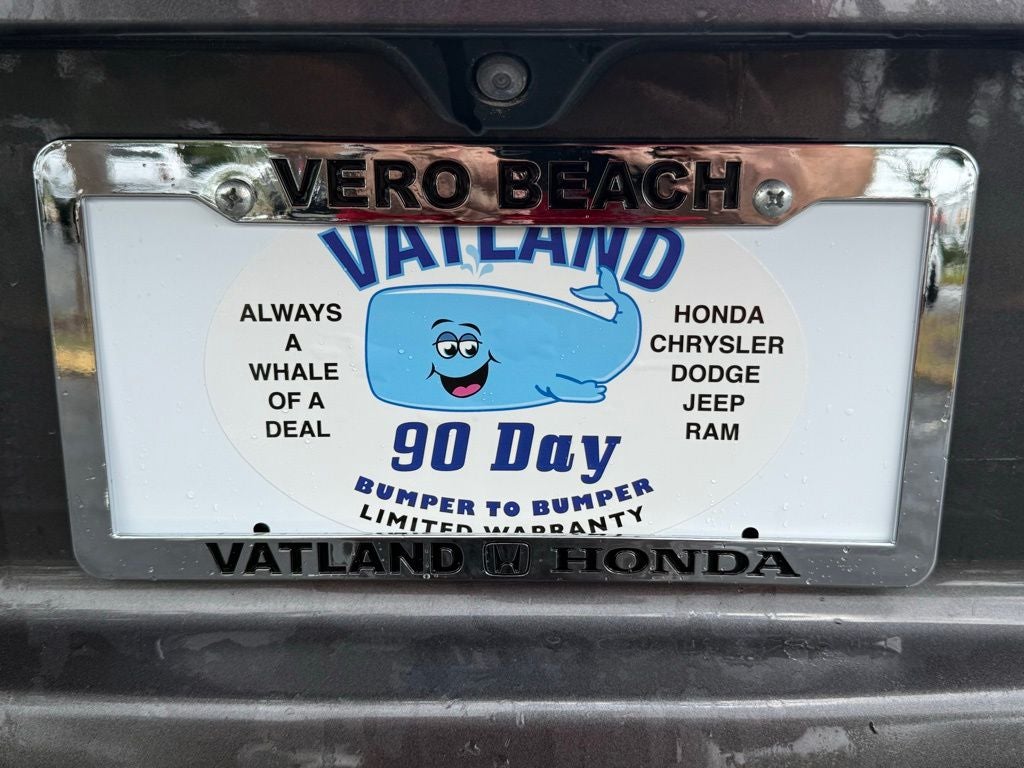 VERO BEACH
VATLAND
ALWAYS
A
WHALE
OF A
DEAL
HONDA
CHRYSLER
DODGE
JEEP
RAM
90 Day
BUMPER TO BUMPER
LIMITED WARRANTY
VATLAND HONDA